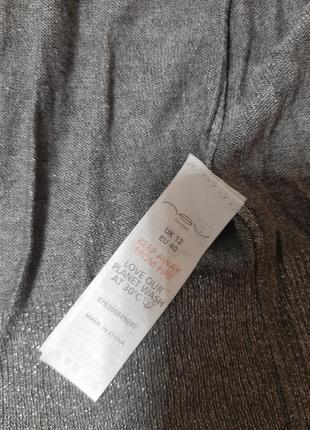 UK 12
EU 40
KEEP AWAY
FROM FIRE
LOVE OUR
PLANET WASH
AT 30°C
MADE IN CHINA